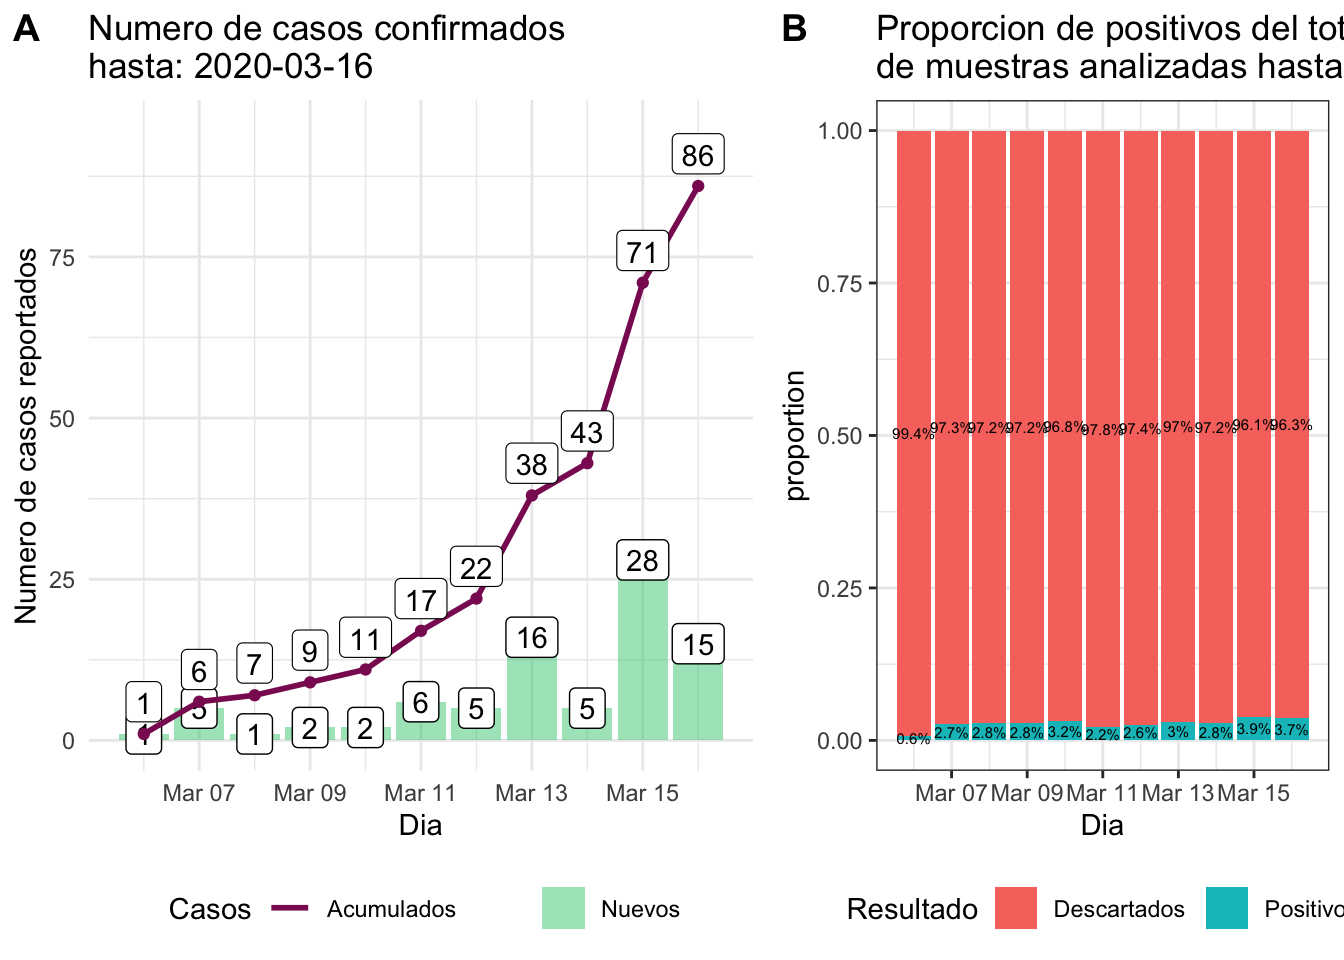 A
Numero de casos confirmados
hasta: 2020-03-16
Numero de casos reportados
75
50
25
0
86
71
43
38
22
17
11
9
7
6
1
28
15
16
5
5
6
2
2
1
5
1
Mar 07 Mar 09 Mar 11 Mar 13 Mar 15
Dia
Casos Acumulados Nuevos
B
Proporcion de positivos del tot
de muestras analizadas hasta
proportion
1.00
0.75
0.50
0.25
0.00
99.4% 97.3% 97.2% 97.2% 96.8% 97.8% 97.4% 97% 97.2% 96.1% 96.3%
0.6% 2.7% 2.8% 2.8% 3.2% 2.2% 2.6% 3% 2.8% 3.9% 3.7%
Mar 07 Mar 09 Mar 11 Mar 13 Mar 15
Dia
Resultado Descartados Positivo